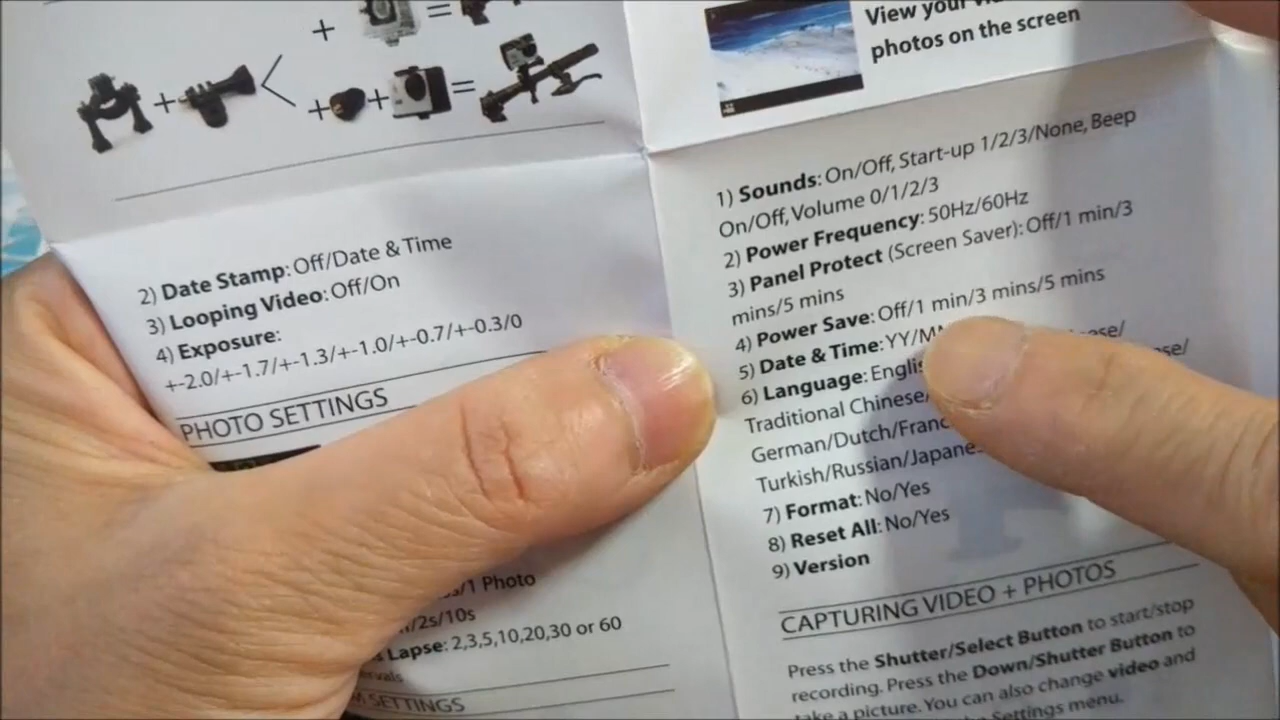 +
=
+
+
+
=
2) Date Stamp: Off/Date & Time
3) Looping Video: Off/On
4) Exposure:
+-2.0/+-1.7/+-1.3/+-1.0/+-0.7/+-0.3/0
PHOTO SETTINGS
/1 Photo
/2s/10s
Lapse: 2,3,5,10,20,30 or 60
SETTINGS
View your
photos on the screen
1) Sounds: On/Off, Start-up 1/2/3/None, Beep
On/Off, Volume 0/1/2/3
2) Power Frequency: 50Hz/60Hz
3) Panel Protect (Screen Saver): Off/1 min/3
mins/5 mins
4) Power Save: Off/1 min/3 mins/5 mins
5) Date & Time: YY/
6) Language:
Traditional Chinese/
German/Dutch/
Turkish/Russian/
7) Format: No/Yes
8) Reset All: No/Yes
9) Version
CAPTURING VIDEO + PHOTOS
Press the Shutter/Select Button to start/stop
recording. Press the Down/Shutter Button to
take a picture. You can also change video and
Settings menu.